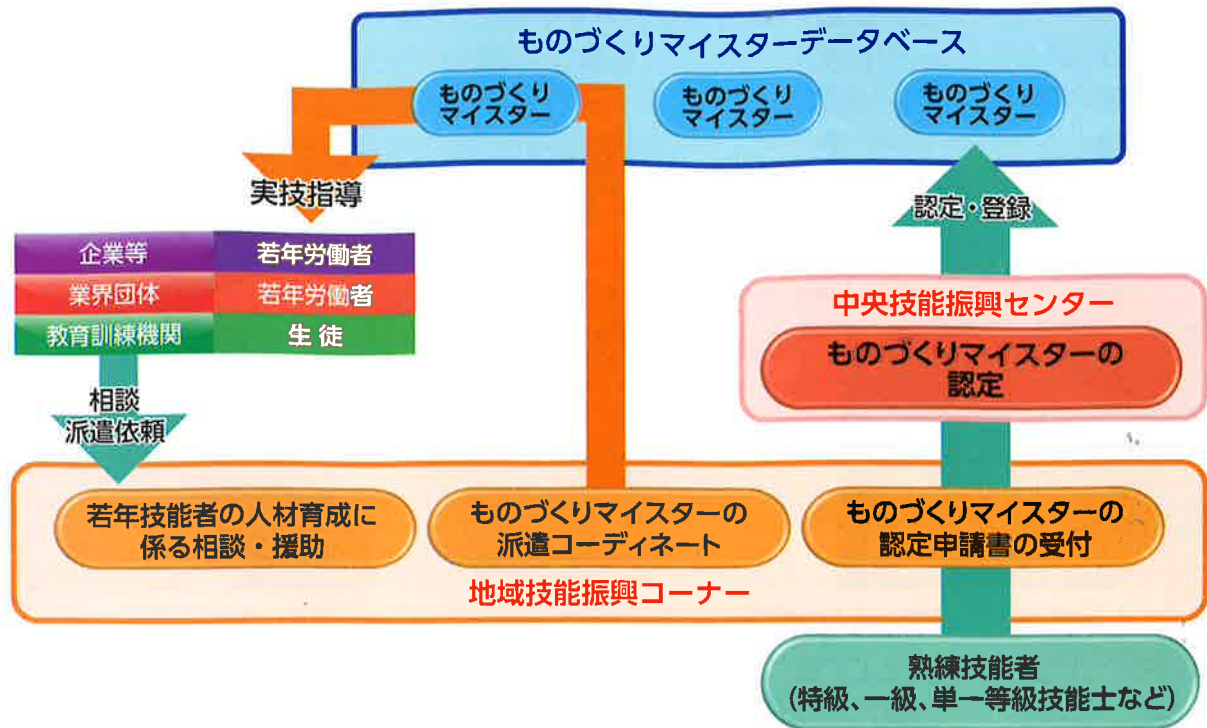 ものづくりマイスターデータベース
ものづくり
マイスター
ものづくり
マイスター
ものづくり
マイスター
実技指導
認定・登録
企業等
若年労働者
業界団体
若年労働者
教育訓練機関
生徒
中央技能振興センター
ものづくりマイスターの
認定
相談
派遣依頼
若年技能者の人材育成に
係る相談・援助
ものづくりマイスターの
派遣コーディネート
ものづくりマイスターの
認定申請書の受付
地域技能振興コーナー
熟練技能者
(特級、一級、単一等級技能士など)